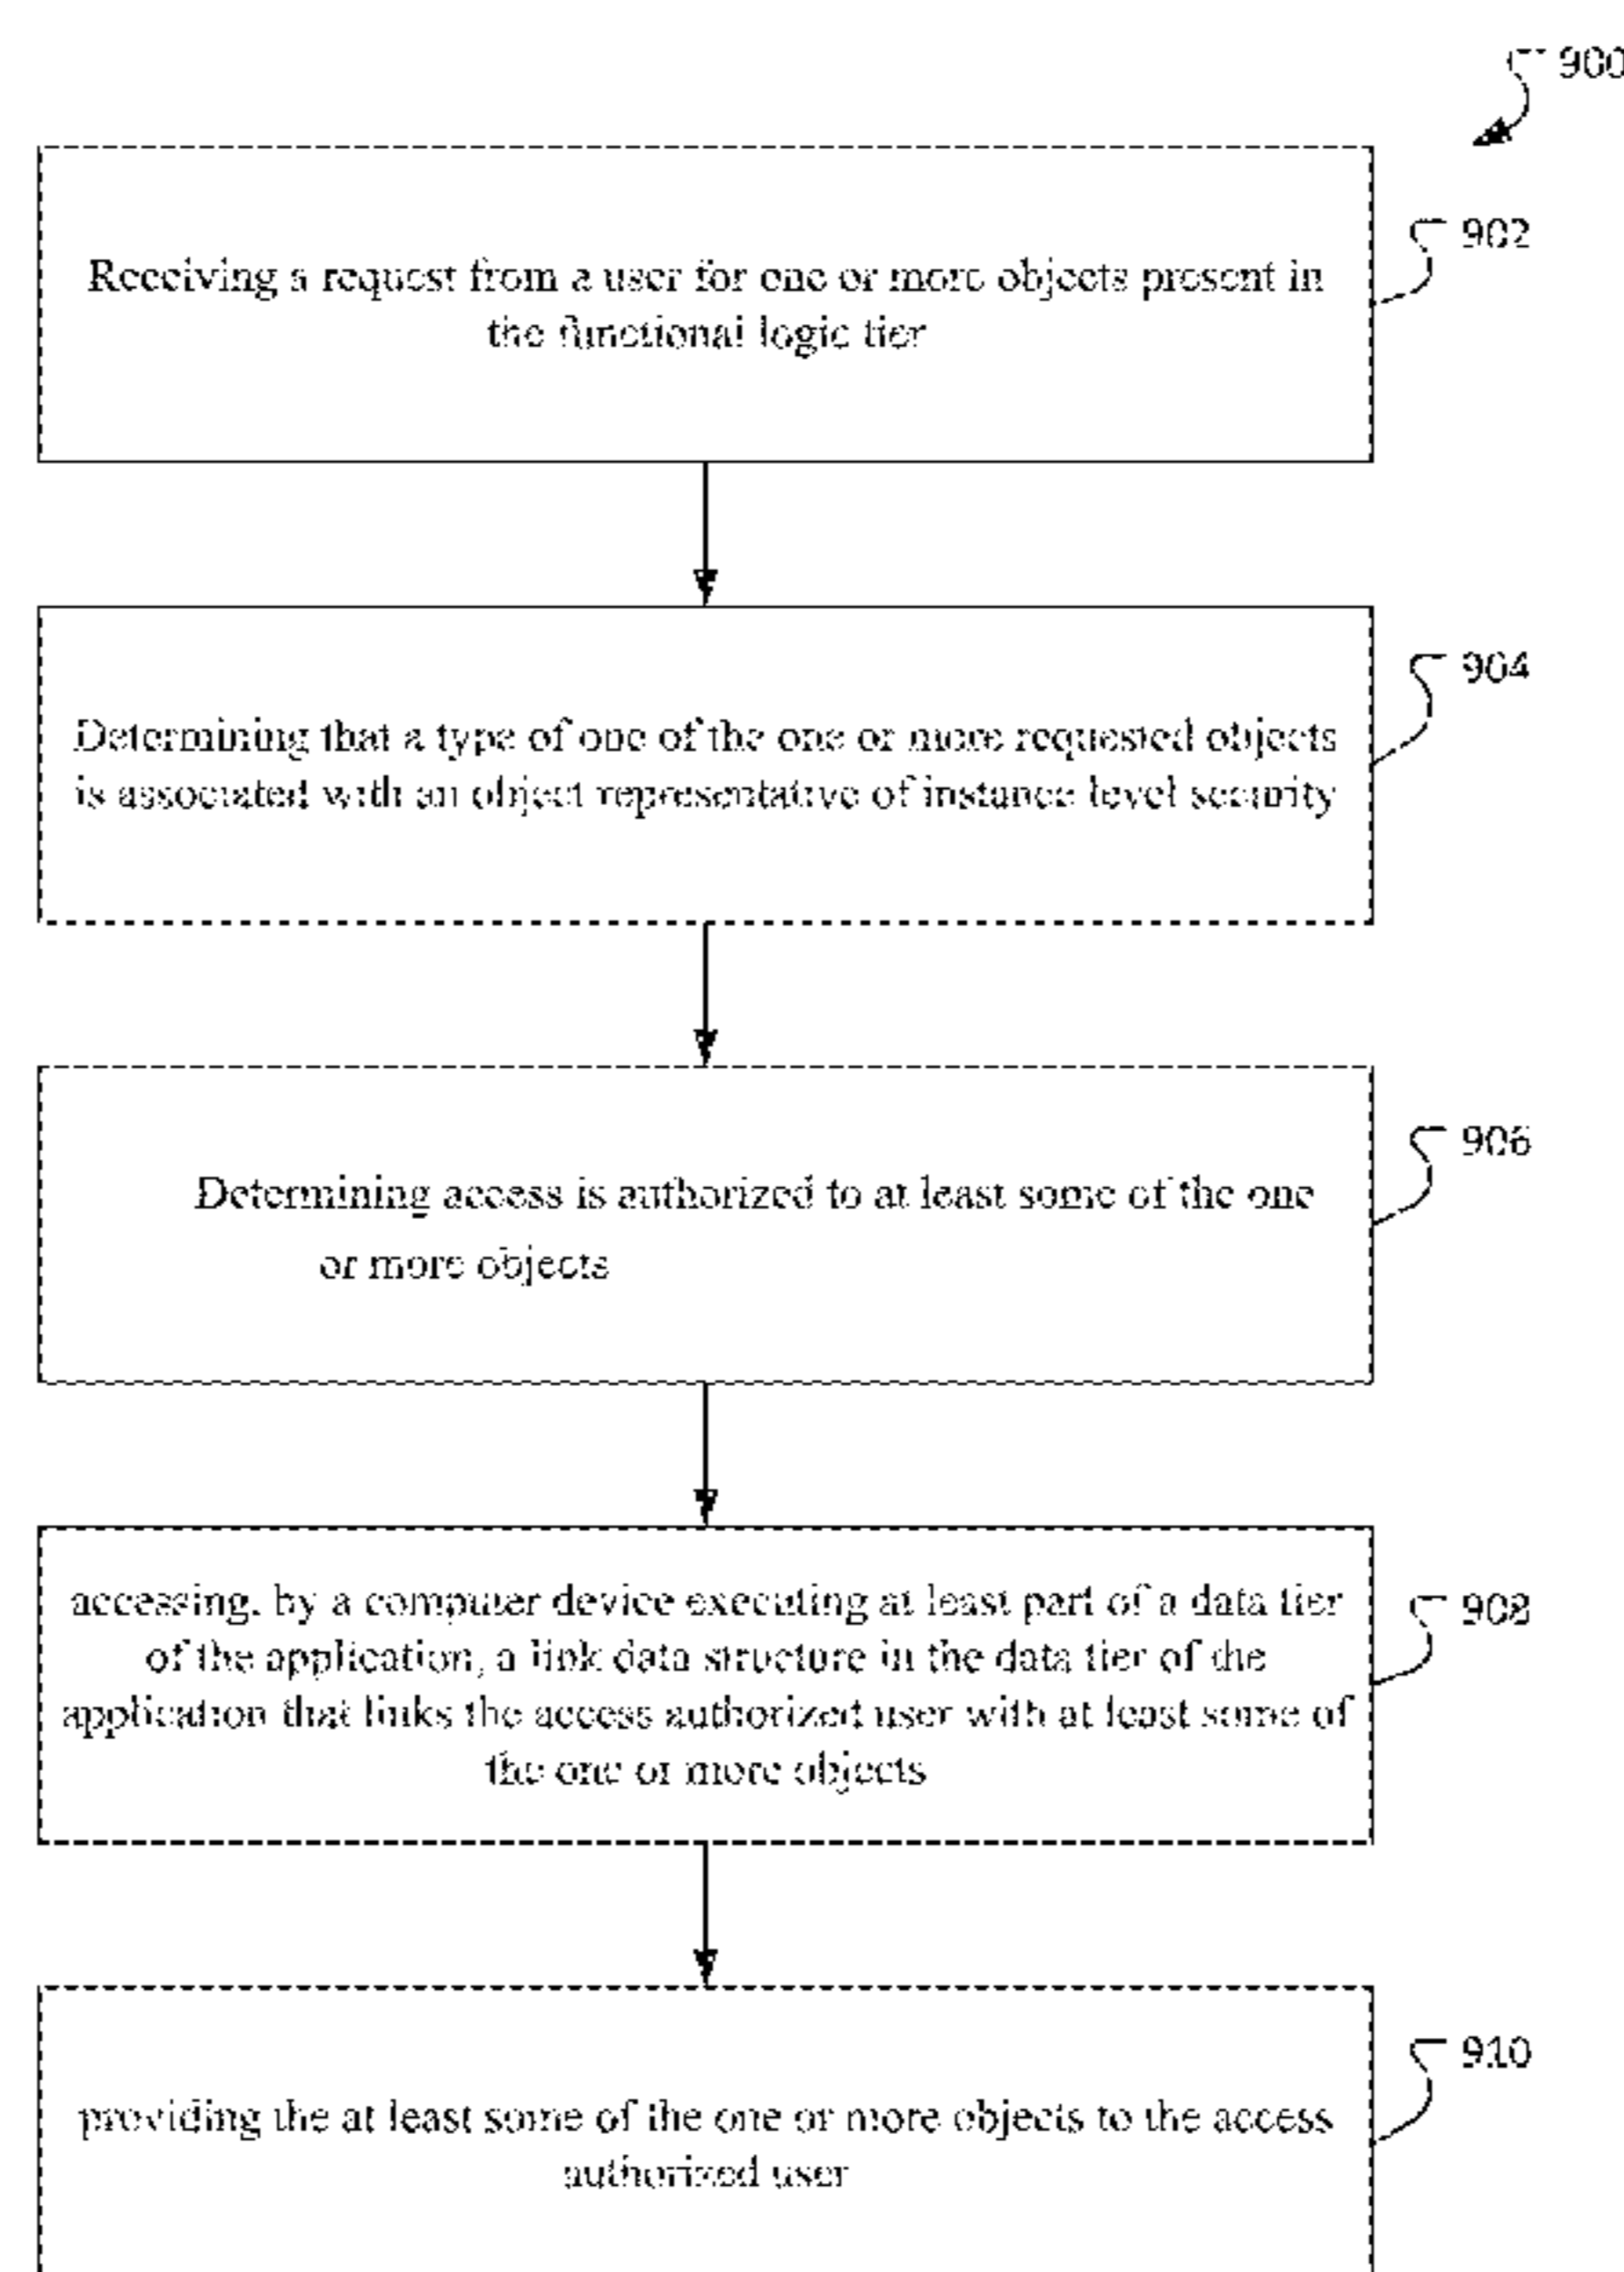 900
902
Receiving a request from a user for one or more objects present in
the functional logic tier
904
Determining that a type of one of the one or more requested objects
is associated with an object representative of instance level security
906
Determining access is authorized to at least some of the one
or more objects
908
accessing, by a computer device executing at least part of a data tier
of the application, a link data structure in the data tier of the
application that links the access authorized user with at least some of
the one or more objects
910
providing the at least some of the one or more objects to the access
authorized user